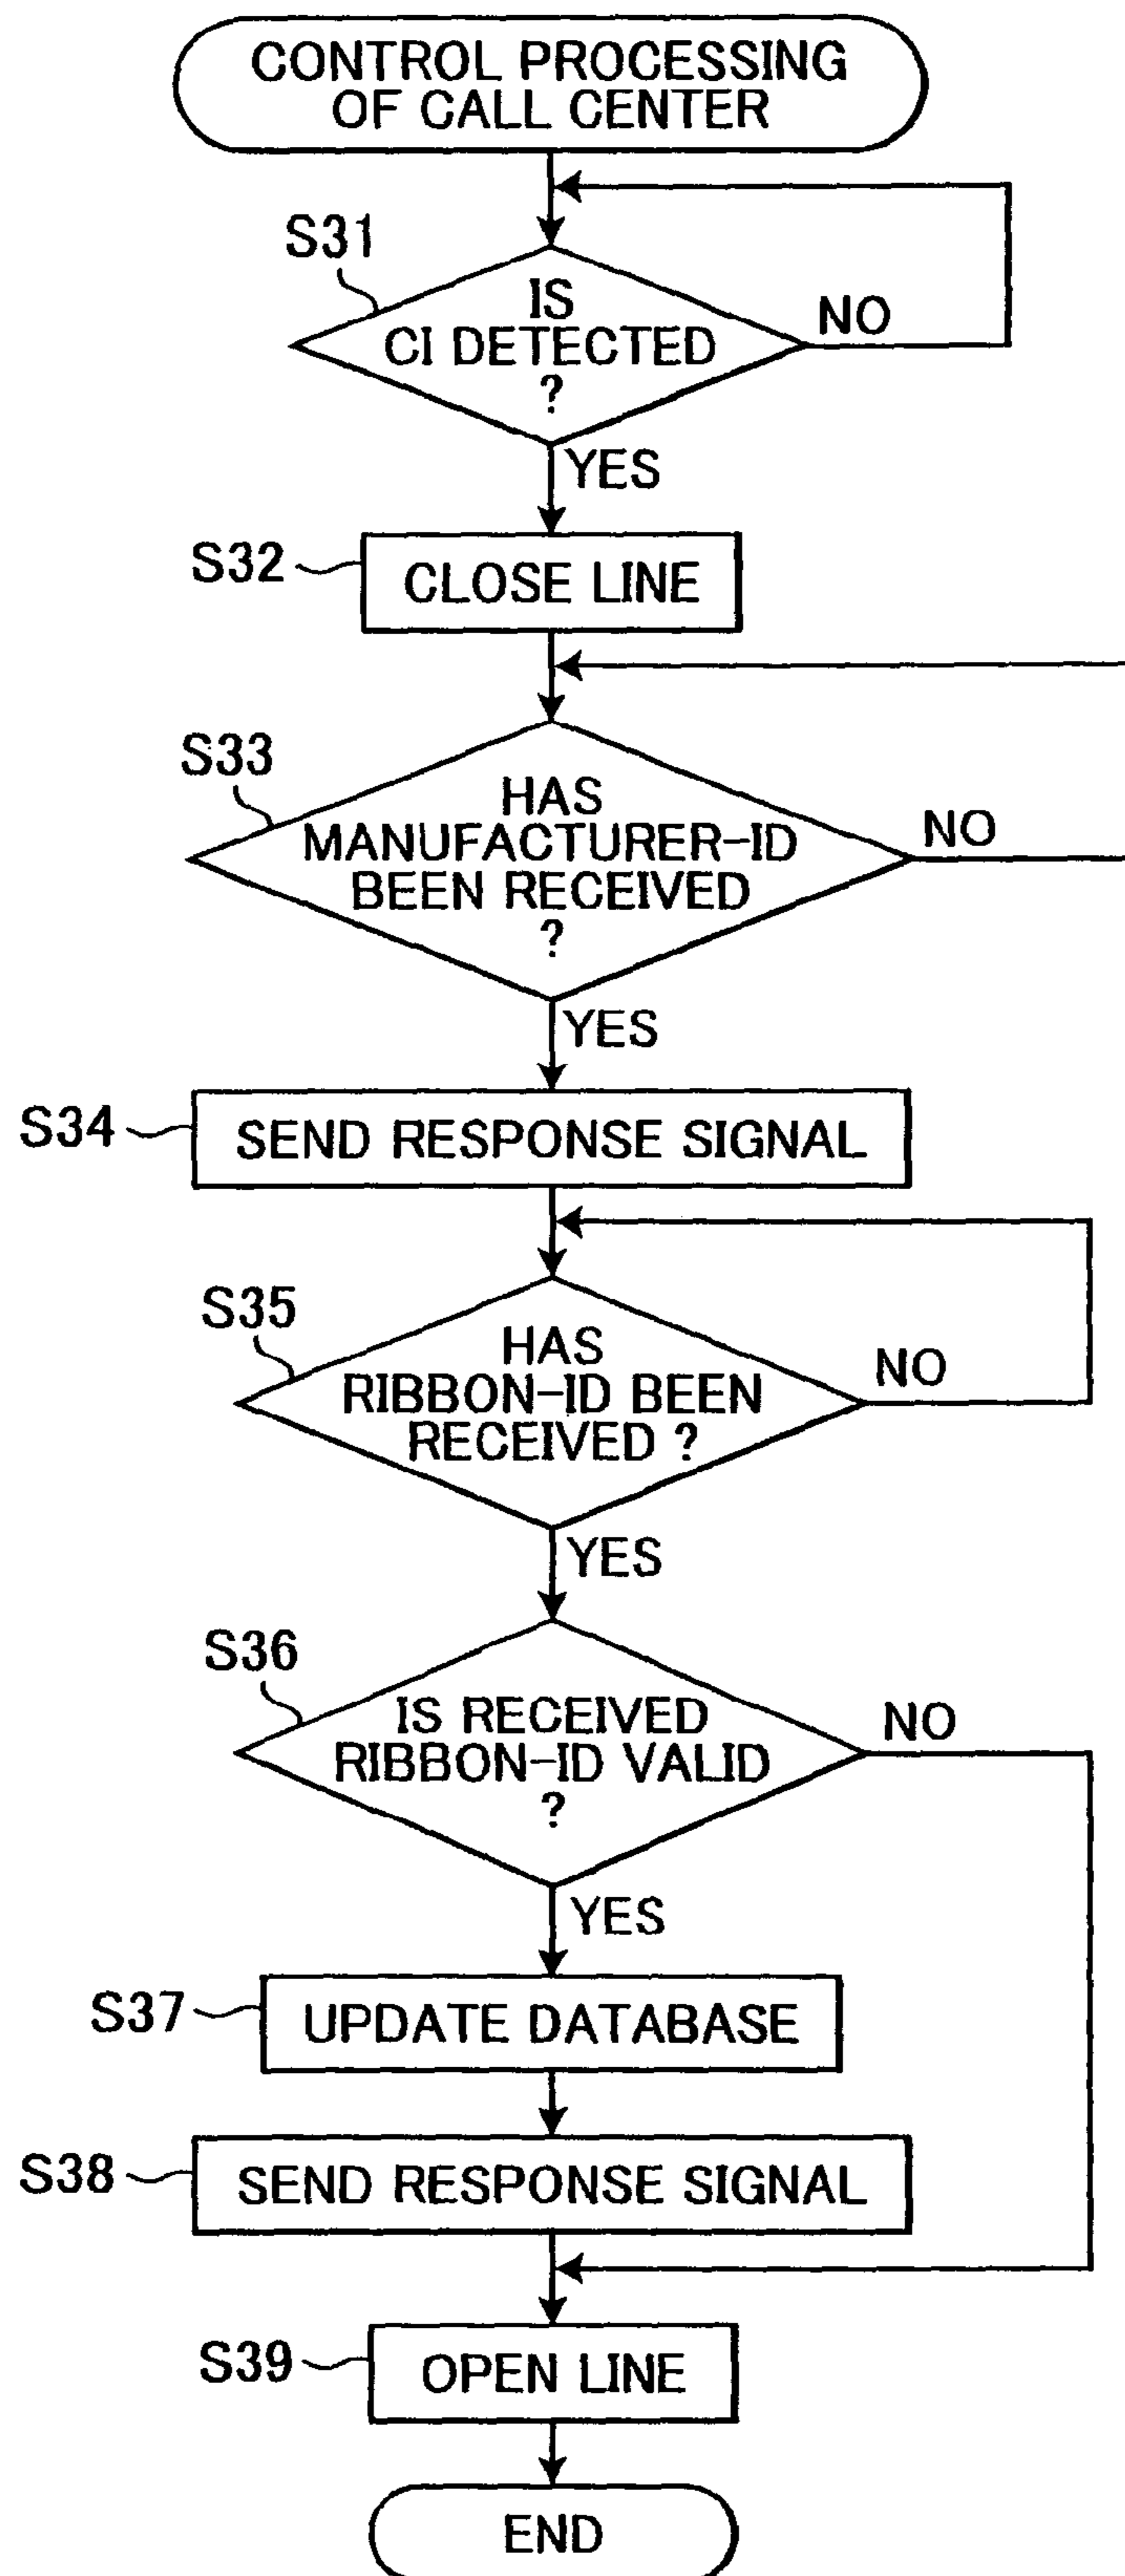 CONTROL PROCESSING
OF CALL CENTER
S31
IS
CI DETECTED
?
NO
YES
S32
CLOSE LINE
S33
HAS
MANUFACTURER-ID
BEEN RECEIVED
?
NO
YES
S34
SEND RESPONSE SIGNAL
S35
HAS
RIBBON-ID BEEN
RECEIVED ?
NO
YES
S36
IS RECEIVED
RIBBON-ID VALID
?
NO
YES
S37
UPDATE DATABASE
S38
SEND RESPONSE SIGNAL
S39
OPEN LINE
END